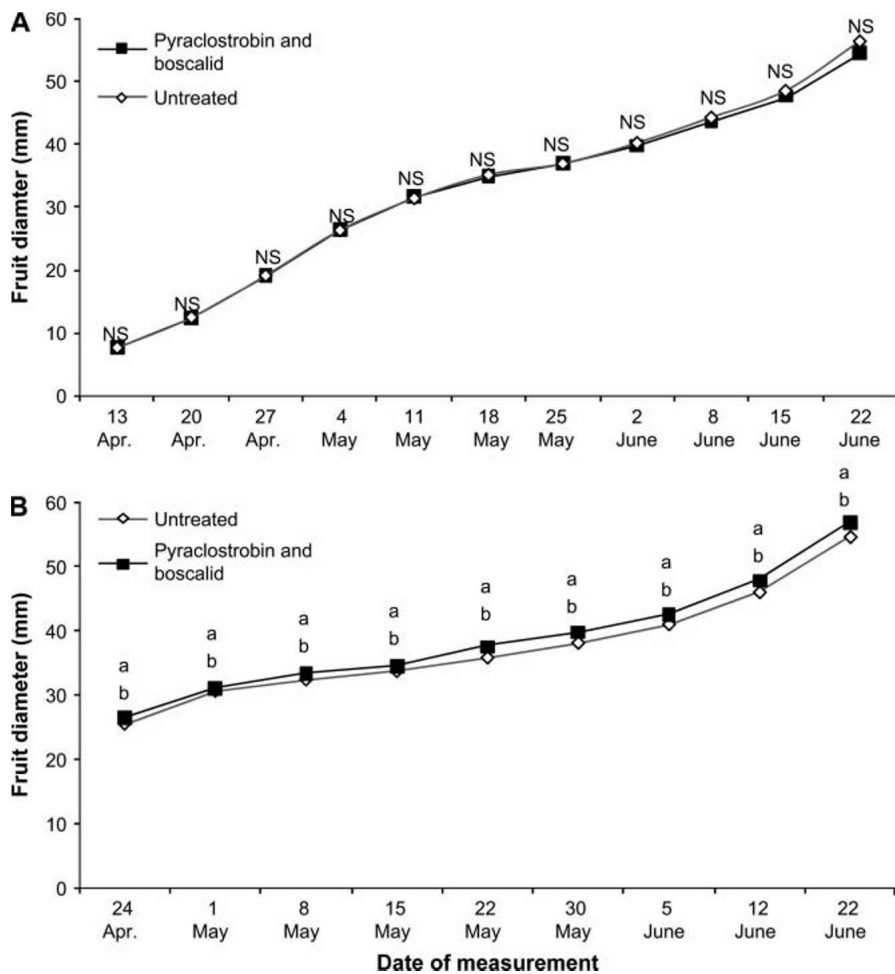 A
Pyraclostrobin and
boscalid
Untreated
Fruit diamter (mm)
60
50
40
30
20
10
0
NS NS NS NS NS NS NS NS NS NS NS
13 20 27 4 11 18 25 2 8 15 22
Apr. Apr. Apr. May May May May June June June June
B
Untreated
Pyraclostrobin and
boscalid
Fruit diameter (mm)
60
50
40
30
20
10
0
a a a a a a a a a
b b b b b b b b b
24 1 8 15 22 30 5 12 22
Apr. May May May May May June June June
Date of measurement